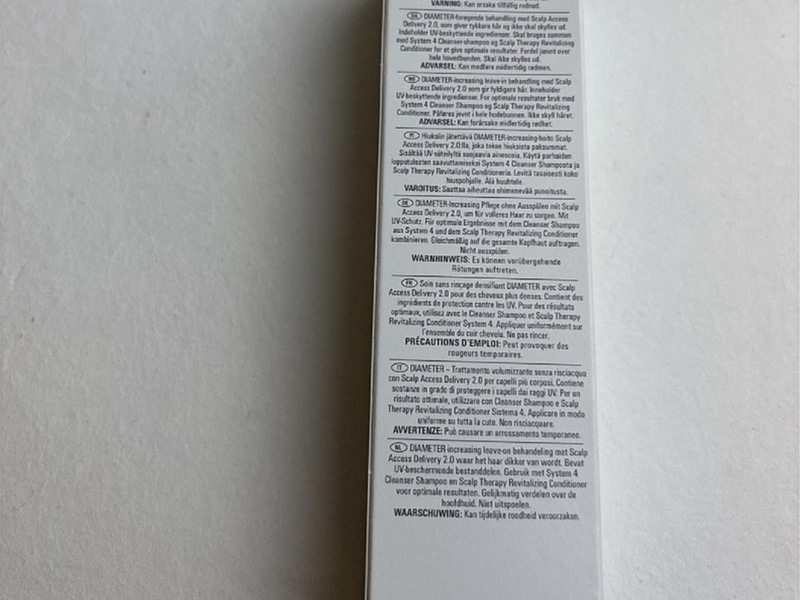 VARNING: Kan orsaka tillfällig rodnad.
DK DIAMETER-forøgende behandling med Scalp Access
Delivery 2.0, som giver tykkere hår og ikke skal skylles ud.
Indeholder UV-beskyttende ingredienser. Skal bruges sammen
med System 4 Cleanser-shampoo og Scalp Therapy Revitalizing
Conditioner for at give optimale resultater. Fordel jævnt over
hele hovedbunden. Skal ikke skylles ud.
ADVARSEL: Kan medføre midlertidig rødmen.
NO DIAMETER-increasing leave-in behandling med Scalp
Access Delivery 2.0 som gir fyldigere hår. Inneholder
UV-beskyttende ingredienser. For optimale resultater bruk med
System 4 Cleanser Shampoo og Scalp Therapy Revitalizing
Conditioner. Påføres jevnt i hele hodebunnen. Ikke skyll håret.
ADVARSEL: Kan forårsake midlertidig rødhet.
FI Hiuksiin jätettävä DIAMETER-increasing-hoito Scalp
Access Delivery 2.0:lla, joka tekee hiuksista paksummat.
Sisältää UV-säteilyltä suojaavia ainesosia. Käytä parhaiden
lopputulosten saavuttamiseksi System 4 Cleanser Shampoota ja
Scalp Therapy Revitalizing Conditioneria. Levitä tasaisesti koko
hiuspohjalle. Älä huuhtele.
VAROITUS: Saattaa aiheuttaa ohimenevää punoitusta.
DE DIAMETER-Increasing Pflege ohne Ausspülen mit Scalp
Access Delivery 2.0, um für volleres Haar zu sorgen. Mit
UV-Schutz. Für optimale Ergebnisse mit dem Cleanser Shampoo
aus System 4 und dem Scalp Therapy Revitalizing Conditioner
kombinieren. Gleichmäßig auf die gesamte Kopfhaut auftragen.
Nicht ausspülen.
WARNHINWEIS: Es können vorübergehende
Rötungen auftreten.
FR Soin sans rinçage densifiant DIAMETER avec Scalp
Access Delivery 2.0 pour des cheveux plus denses. Contient des
ingrédients de protection contre les UV. Pour des résultats
optimaux, utilisez avec le Cleanser Shampoo et Scalp Therapy
Revitalizing Conditioner System 4. Appliquer uniformément sur
l'ensemble du cuir chevelu. Ne pas rincer.
PRÉCAUTIONS D'EMPLOI: Peut provoquer des
rougeurs temporaires.
IT DIAMETER - Trattamento volumizzante senza risciacquo
con Scalp Access Delivery 2.0 per capelli più corposi. Contiene
sostanze in grado di proteggere i capelli dai raggi UV. Per un
risultato ottimale, utilizzare con Cleanser Shampoo e Scalp
Therapy Revitalizing Conditioner Sistema 4. Applicare in modo
uniforme su tutta la cute. Non risciacquare.
AVVERTENZE: Può causare un arrossamento temporaneo.
NL DIAMETER increasing leave-on behandeling met Scalp
Access Delivery 2.0 waar het haar dikker van wordt. Bevat
UV-beschermende bestanddelen. Gebruik met System 4
Cleanser Shampoo en Scalp Therapy Revitalizing Conditioner
voor optimale resultaten. Gelijkmatig verdelen over de
hoofdhuid. Niet uitspoelen.
WAARSCHUWING: Kan tijdelijke roodheid veroorzaken.